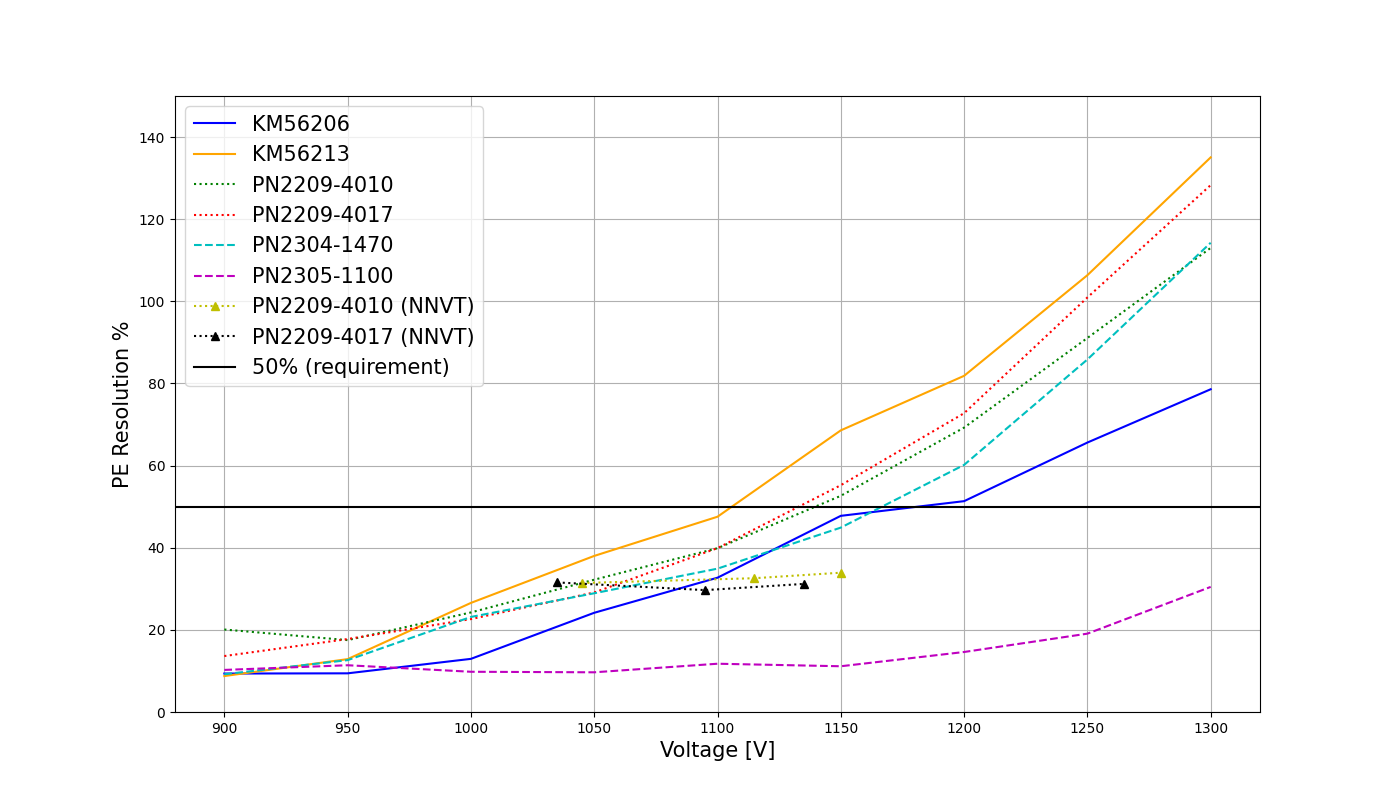 KM56206
KM56213
PN2209-4010
PN2209-4017
PN2304-1470
PN2305-1100
PN2209-4010 (NNVT)
PN2209-4017 (NNVT)
50% (requirement)
PE Resolution %
140
120
100
80
60
40
20
0
900 950 1000 1050 1100 1150 1200 1250 1300
Voltage [V]